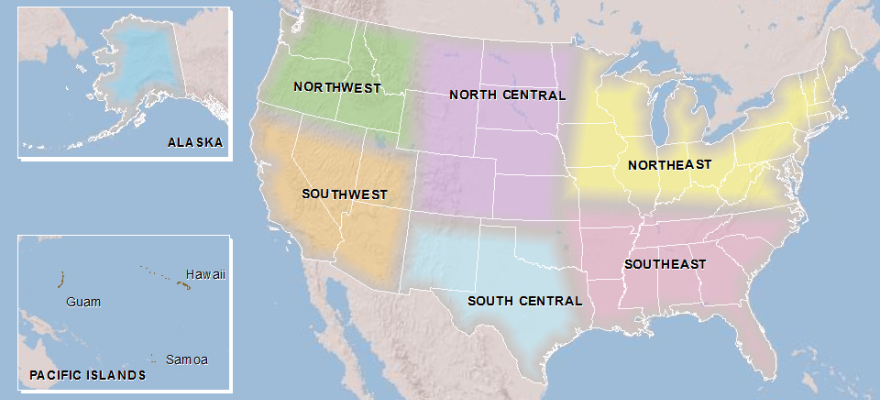 NORTHWEST
NORTH CENTRAL
ALASKA
NORTHEAST
SOUTHWEST
SOUTHEAST
Hawaii
Guam
SOUTH CENTRAL
Samoa
PACIFIC ISLANDS